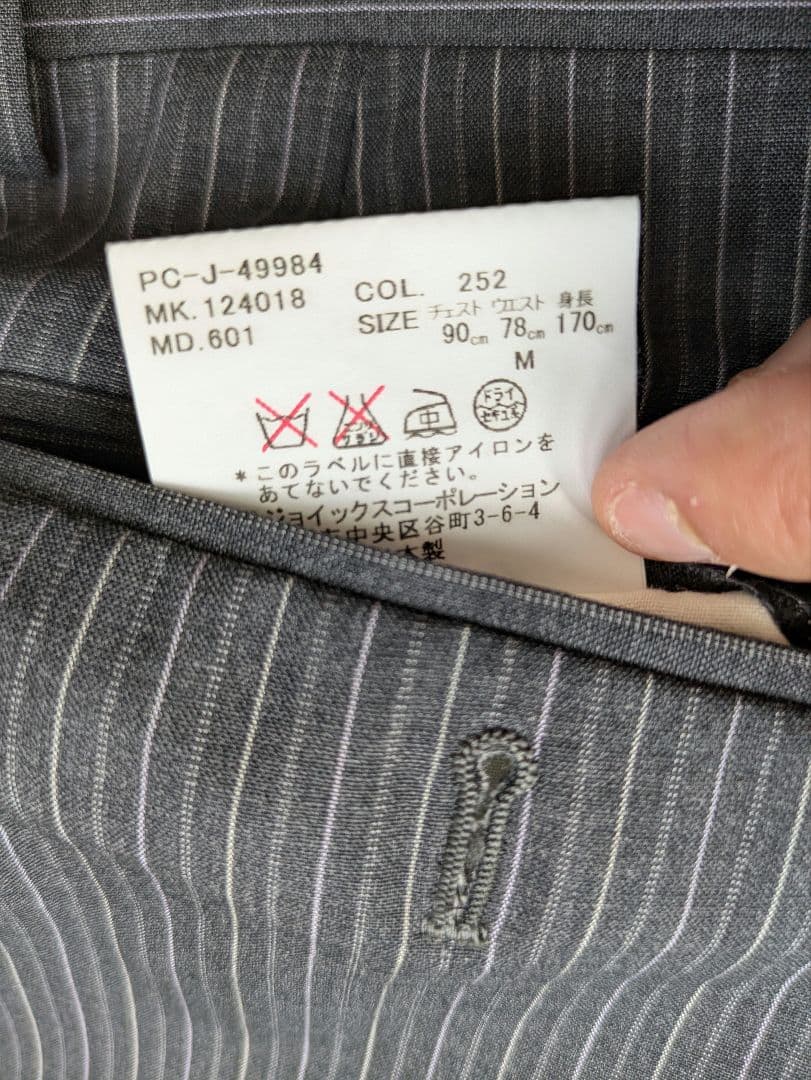 PC-J-49984
MK.124018
MD.601
COL. 252
SIZE チェスト ウエスト 身長
90cm 78cm 170cm
M
ドライ
セキユ系
*このラベルに直接アイロンを
あてないでください。
ジョイックスコーポレーション
市中央区谷町3-6-4
本製